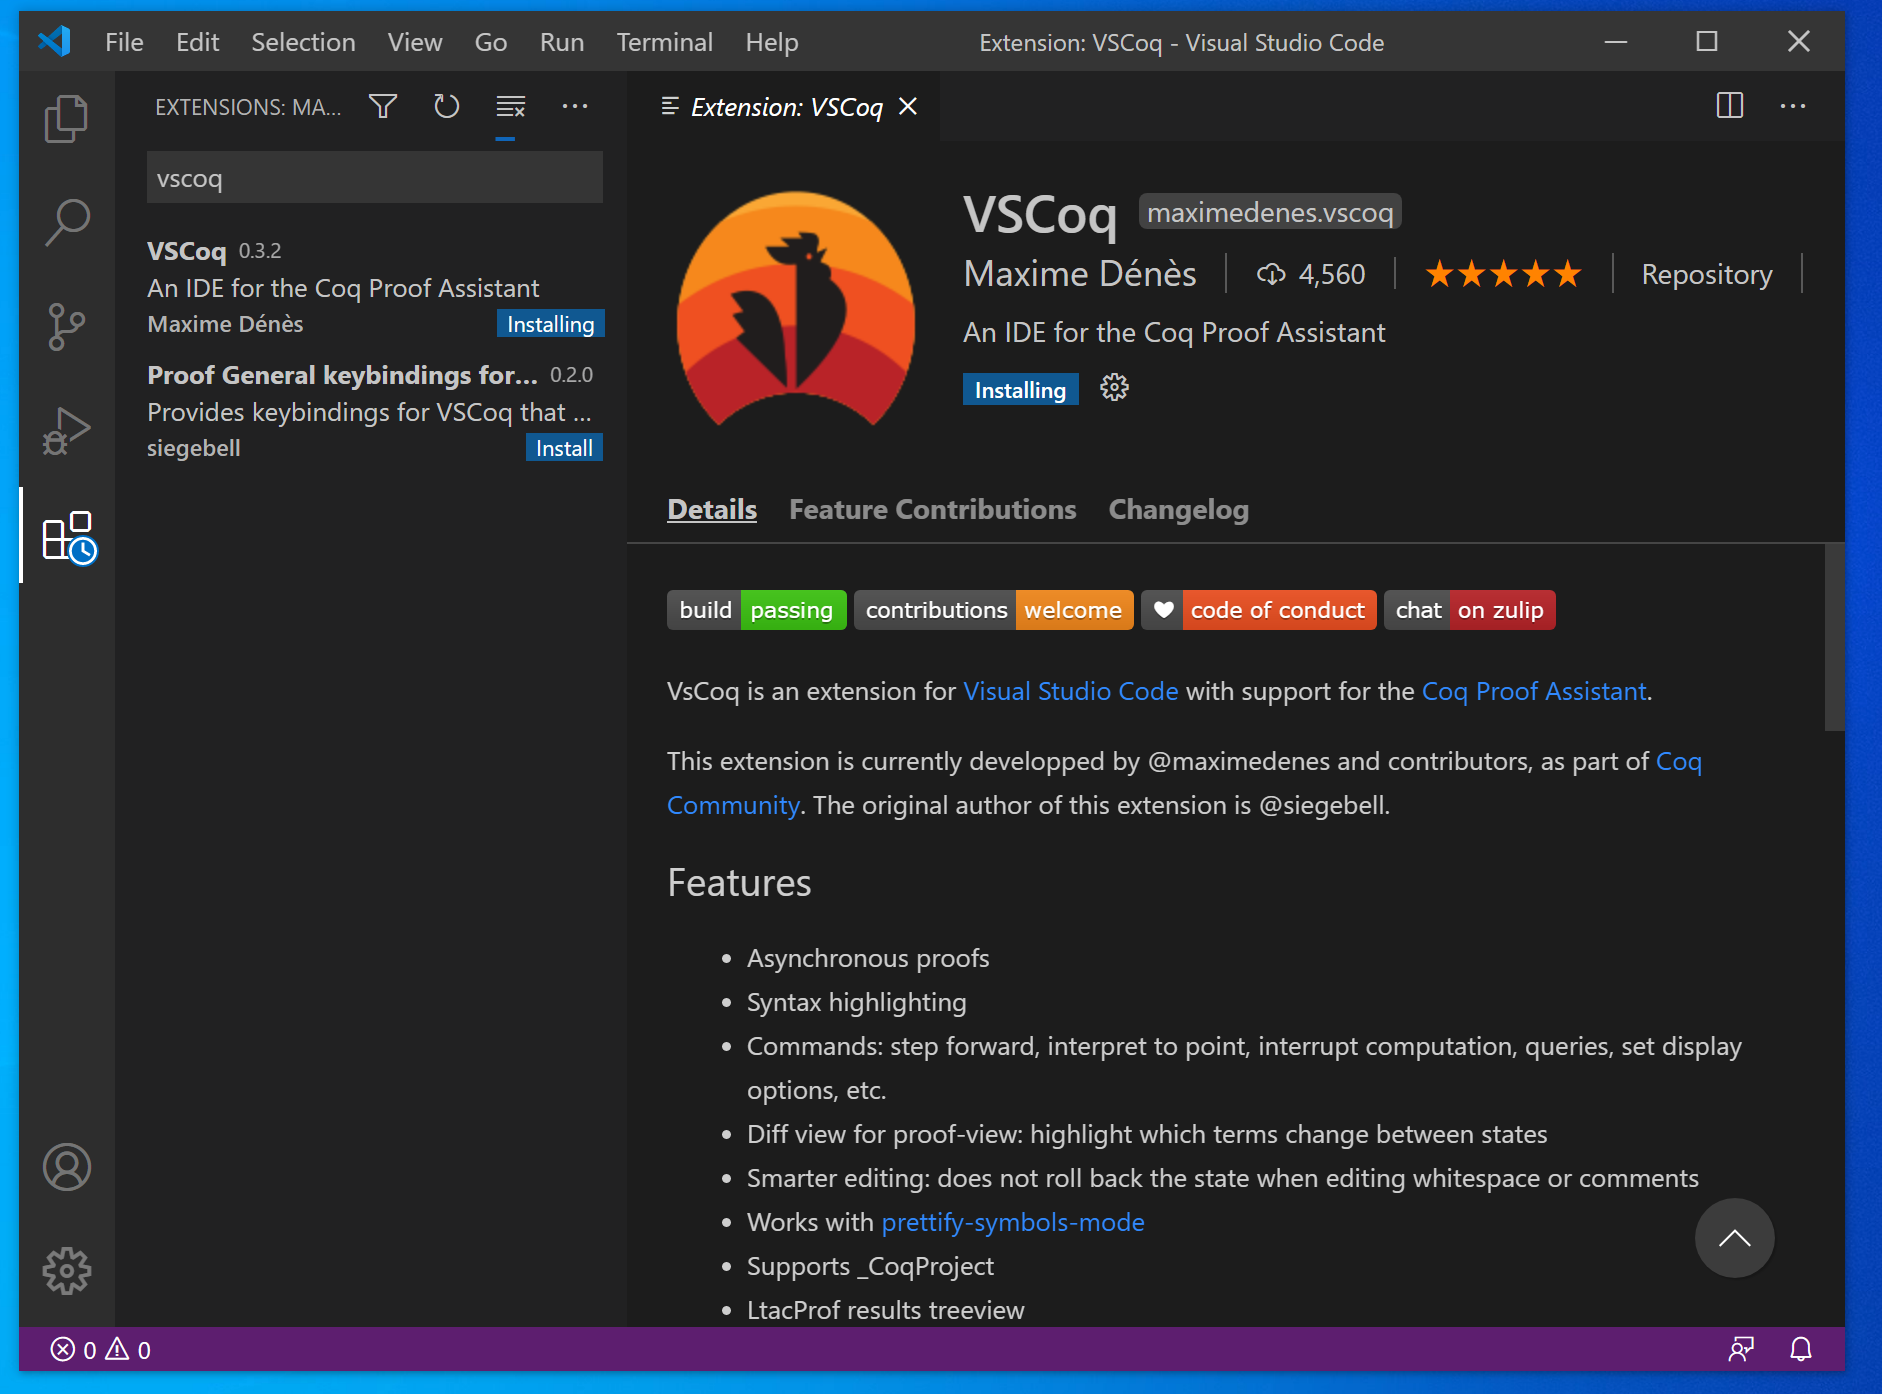 File Edit Selection View Go Run Terminal Help Extension: VSCoq - Visual Studio Code
EXTENSIONS: MA...
vscoq
VSCoq 0.3.2
An IDE for the Coq Proof Assistant
Maxime Dénès Installing
Proof General keybindings for... 0.2.0
Provides keybindings for VSCoq that ...
siegebell Install
Extension: VSCoq
VSCoq maximedenes.vscoq
Maxime Dénès 4,560 Repository
An IDE for the Coq Proof Assistant
Installing
Details Feature Contributions Changelog
build passing contributions welcome code of conduct chat on zulip
VsCoq is an extension for Visual Studio Code with support for the Coq Proof Assistant.
This extension is currently developped by @maximedenes and contributors, as part of Coq
Community. The original author of this extension is @siegebell.
Features
• Asynchronous proofs
• Syntax highlighting
• Commands: step forward, interpret to point, interrupt computation, queries, set display
options, etc.
• Diff view for proof-view: highlight which terms change between states
• Smarter editing: does not roll back the state when editing whitespace or comments
• Works with prettify-symbols-mode
• Supports _CoqProject
• LtacProf results treeview
0 0